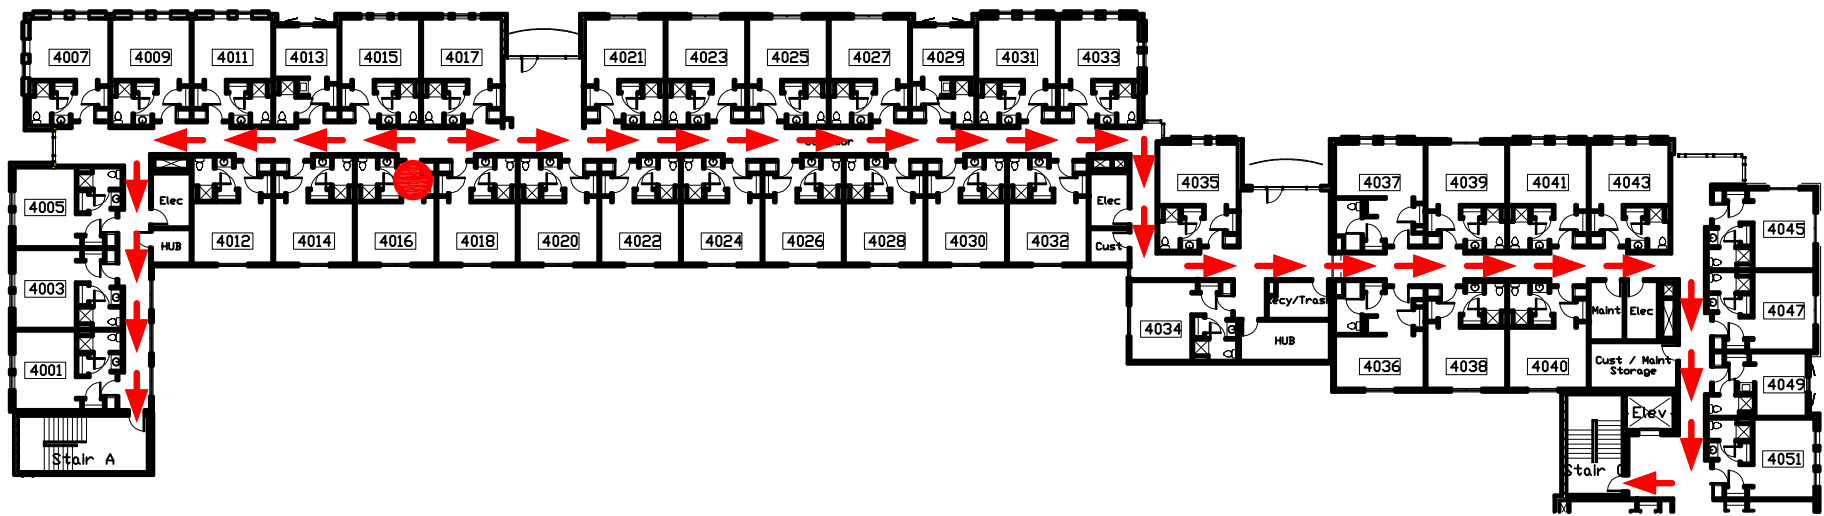 4007 4009 4011 4013 4015 4017 4021 4023 4025 4027 4029 4031 4033
4035 4037 4039 4041 4043
4005 Elec Elec 4045
4012 4014 4016 4018 4020 4022 4024 4026 4028 4030 4032
HUB Cust
4003 4047
Maint Elec
4034
HUB
4001 4036 4038 4040
Cust / Maint
Storage
4049
Elev
Stair A 4051
Stair